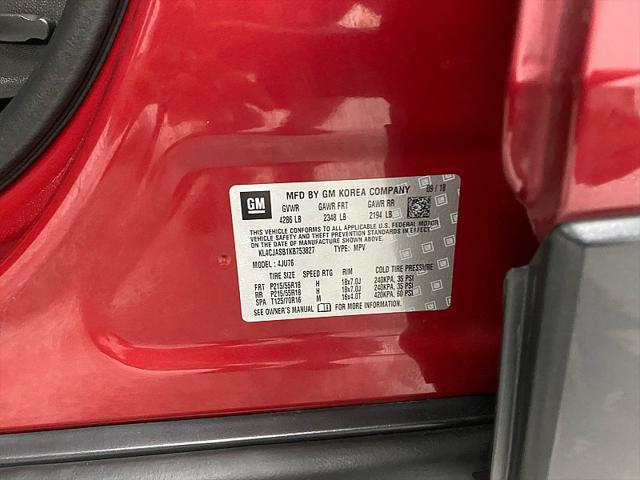 GM
MFD BY GM KOREA COMPANY 09/18
GVWR GAWR FRT GAWR RR
4286 LB 2348 LB 2194 LB
THIS VEHICLE CONFORMS TO ALL APPLICABLE U.S. FEDERAL MOTOR
VEHICLE SAFETY AND THEFT PREVENTION STANDARDS IN EFFECT
ON THE DATE OF MANUFACTURE SHOWN ABOVE.
KL4CJASB1KB753827 TYPE: MPV
MODEL: 4JU76
TIRE SIZE SPEED RTG RIM COLD TIRE PRESSURE
FRT P215/55R18 H 18x7.0J 240KPA, 35 PSI
RR P215/55R18 H 18x7.0J 240KPA, 35 PSI
SPA T125/70R16 M 16x4.0T 420KPA, 60 PSI
SEE OWNER'S MANUAL FOR MORE INFORMATION.